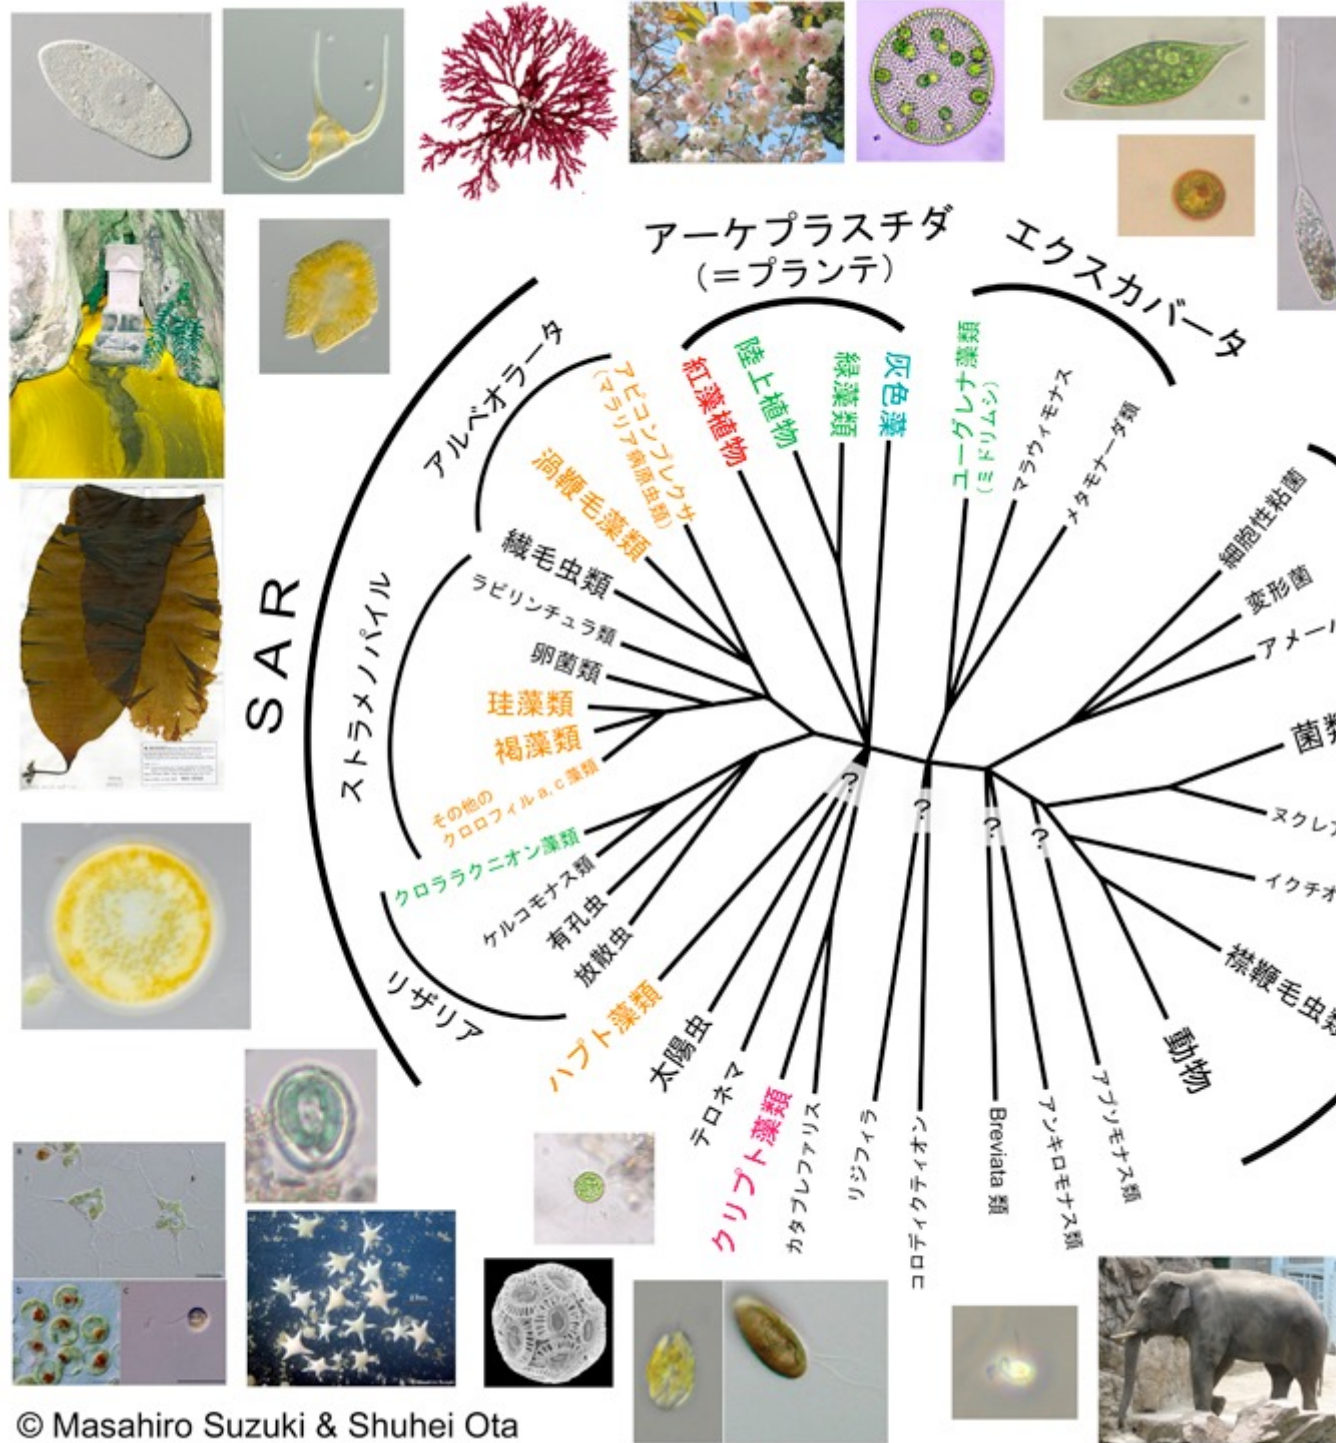 アーケプラスチダ
(＝プランテ)
エクスカバータ
SAR
アルベオラータ
ストラメノパイル
リザリア
アピコンプレクサ
(マラリア病原虫類)
渦鞭毛藻類
繊毛虫類
ラビリンチュラ類
卵菌類
珪藻類
褐藻類
その他の
クロロフィル a, c 藻類
クロララクニオン藻類
ケルコモナス類
有孔虫
放散虫
紅藻植物
陸上植物
緑藻類
灰色藻
ユーグレナ藻類
(ミドリムシ)
マラウィモナス
メタモナーダ類
細胞性粘菌
変形菌
アメー
菌類
ヌクレア
イクチオ
襟鞭毛虫類
動物
アプソモナス類
アンキロモナス類
Breviata 類
コロディクティオン
リジフィラ
カタブレファリス
クリプト藻類
テロネマ
太陽虫
ハプト藻類
?
?
?
?
© Masahiro Suzuki & Shuhei Ota